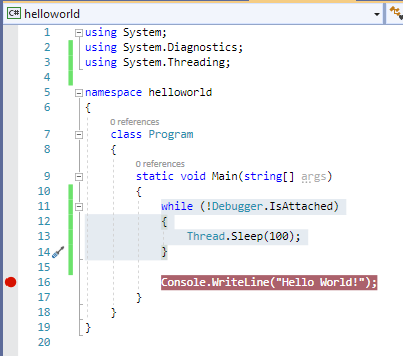 C# helloworld
1 using System;
2 using System.Diagnostics;
3 using System.Threading;
4
5 namespace helloworld
6 {
0 references
7 class Program
8 {
0 references
9 static void Main(string[] args)
10 {
11 while (!Debugger.IsAttached)
12 {
13 Thread.Sleep(100);
14 }
15
16 Console.WriteLine("Hello World!");
17 }
18 }
19 }
20